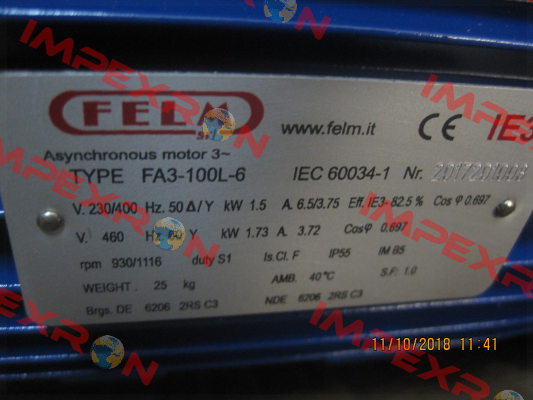 FELM
srl
www.felm.it
CE IE3
Asynchronous motor 3~
TYPE FA3-100L-6 IEC 60034-1 Nr.
V. 230/400 Hz. 50 Δ/Y kW 1.5 A. 6.5/3.75 Eff. IE3- 82.5 % Cos φ 0.697
V. 460 Hz 60 Y kW 1.73 A. 3.72 Cosφ 0.697
rpm 930/1116 duty S1 Is.Cl. F IP55 IM B5
WEIGHT. 25 kg AMB. 40°C S.F: 1.0
Brgs. DE 6206 2RS C3 NDE 6206 2RS C3
11/10/2018 11:41
IMPEXRON
IMPEXRON
IMPEXRON
IMPEXRON